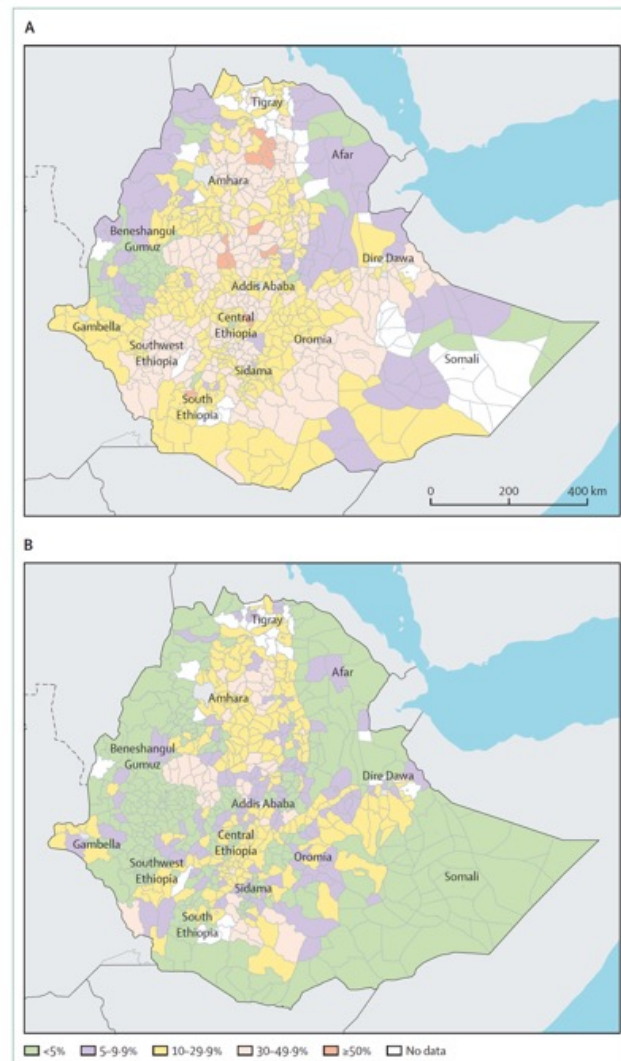 A
Tigray
Afar
Amhara
Beneshangul
Gumuz
Dire Dawa
Addis Ababa
Gambella
Central
Ethiopia
Southwest
Ethiopia
Oromia
Somali
Sidama
South
Ethiopia
0 200 400 km
B
Tigray
Afar
Amhara
Beneshangul
Gumuz
Dire Dawa
Addis Ababa
Gambella
Central
Ethiopia
Southwest
Ethiopia
Oromia
Somali
Sidama
South
Ethiopia
<5% 5–9·9% 10–29·9% 30–49·9% ≥50% No data